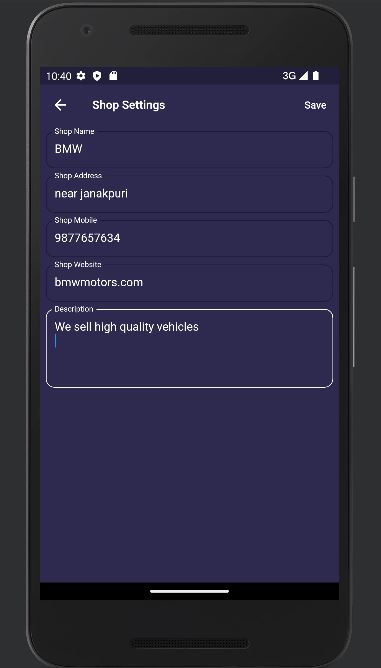 10:40
3G
Shop Settings
Save
Shop Name
BMW
Shop Address
near janakpuri
Shop Mobile
9877657634
Shop Website
bmwmotors.com
Description
We sell high quality vehicles